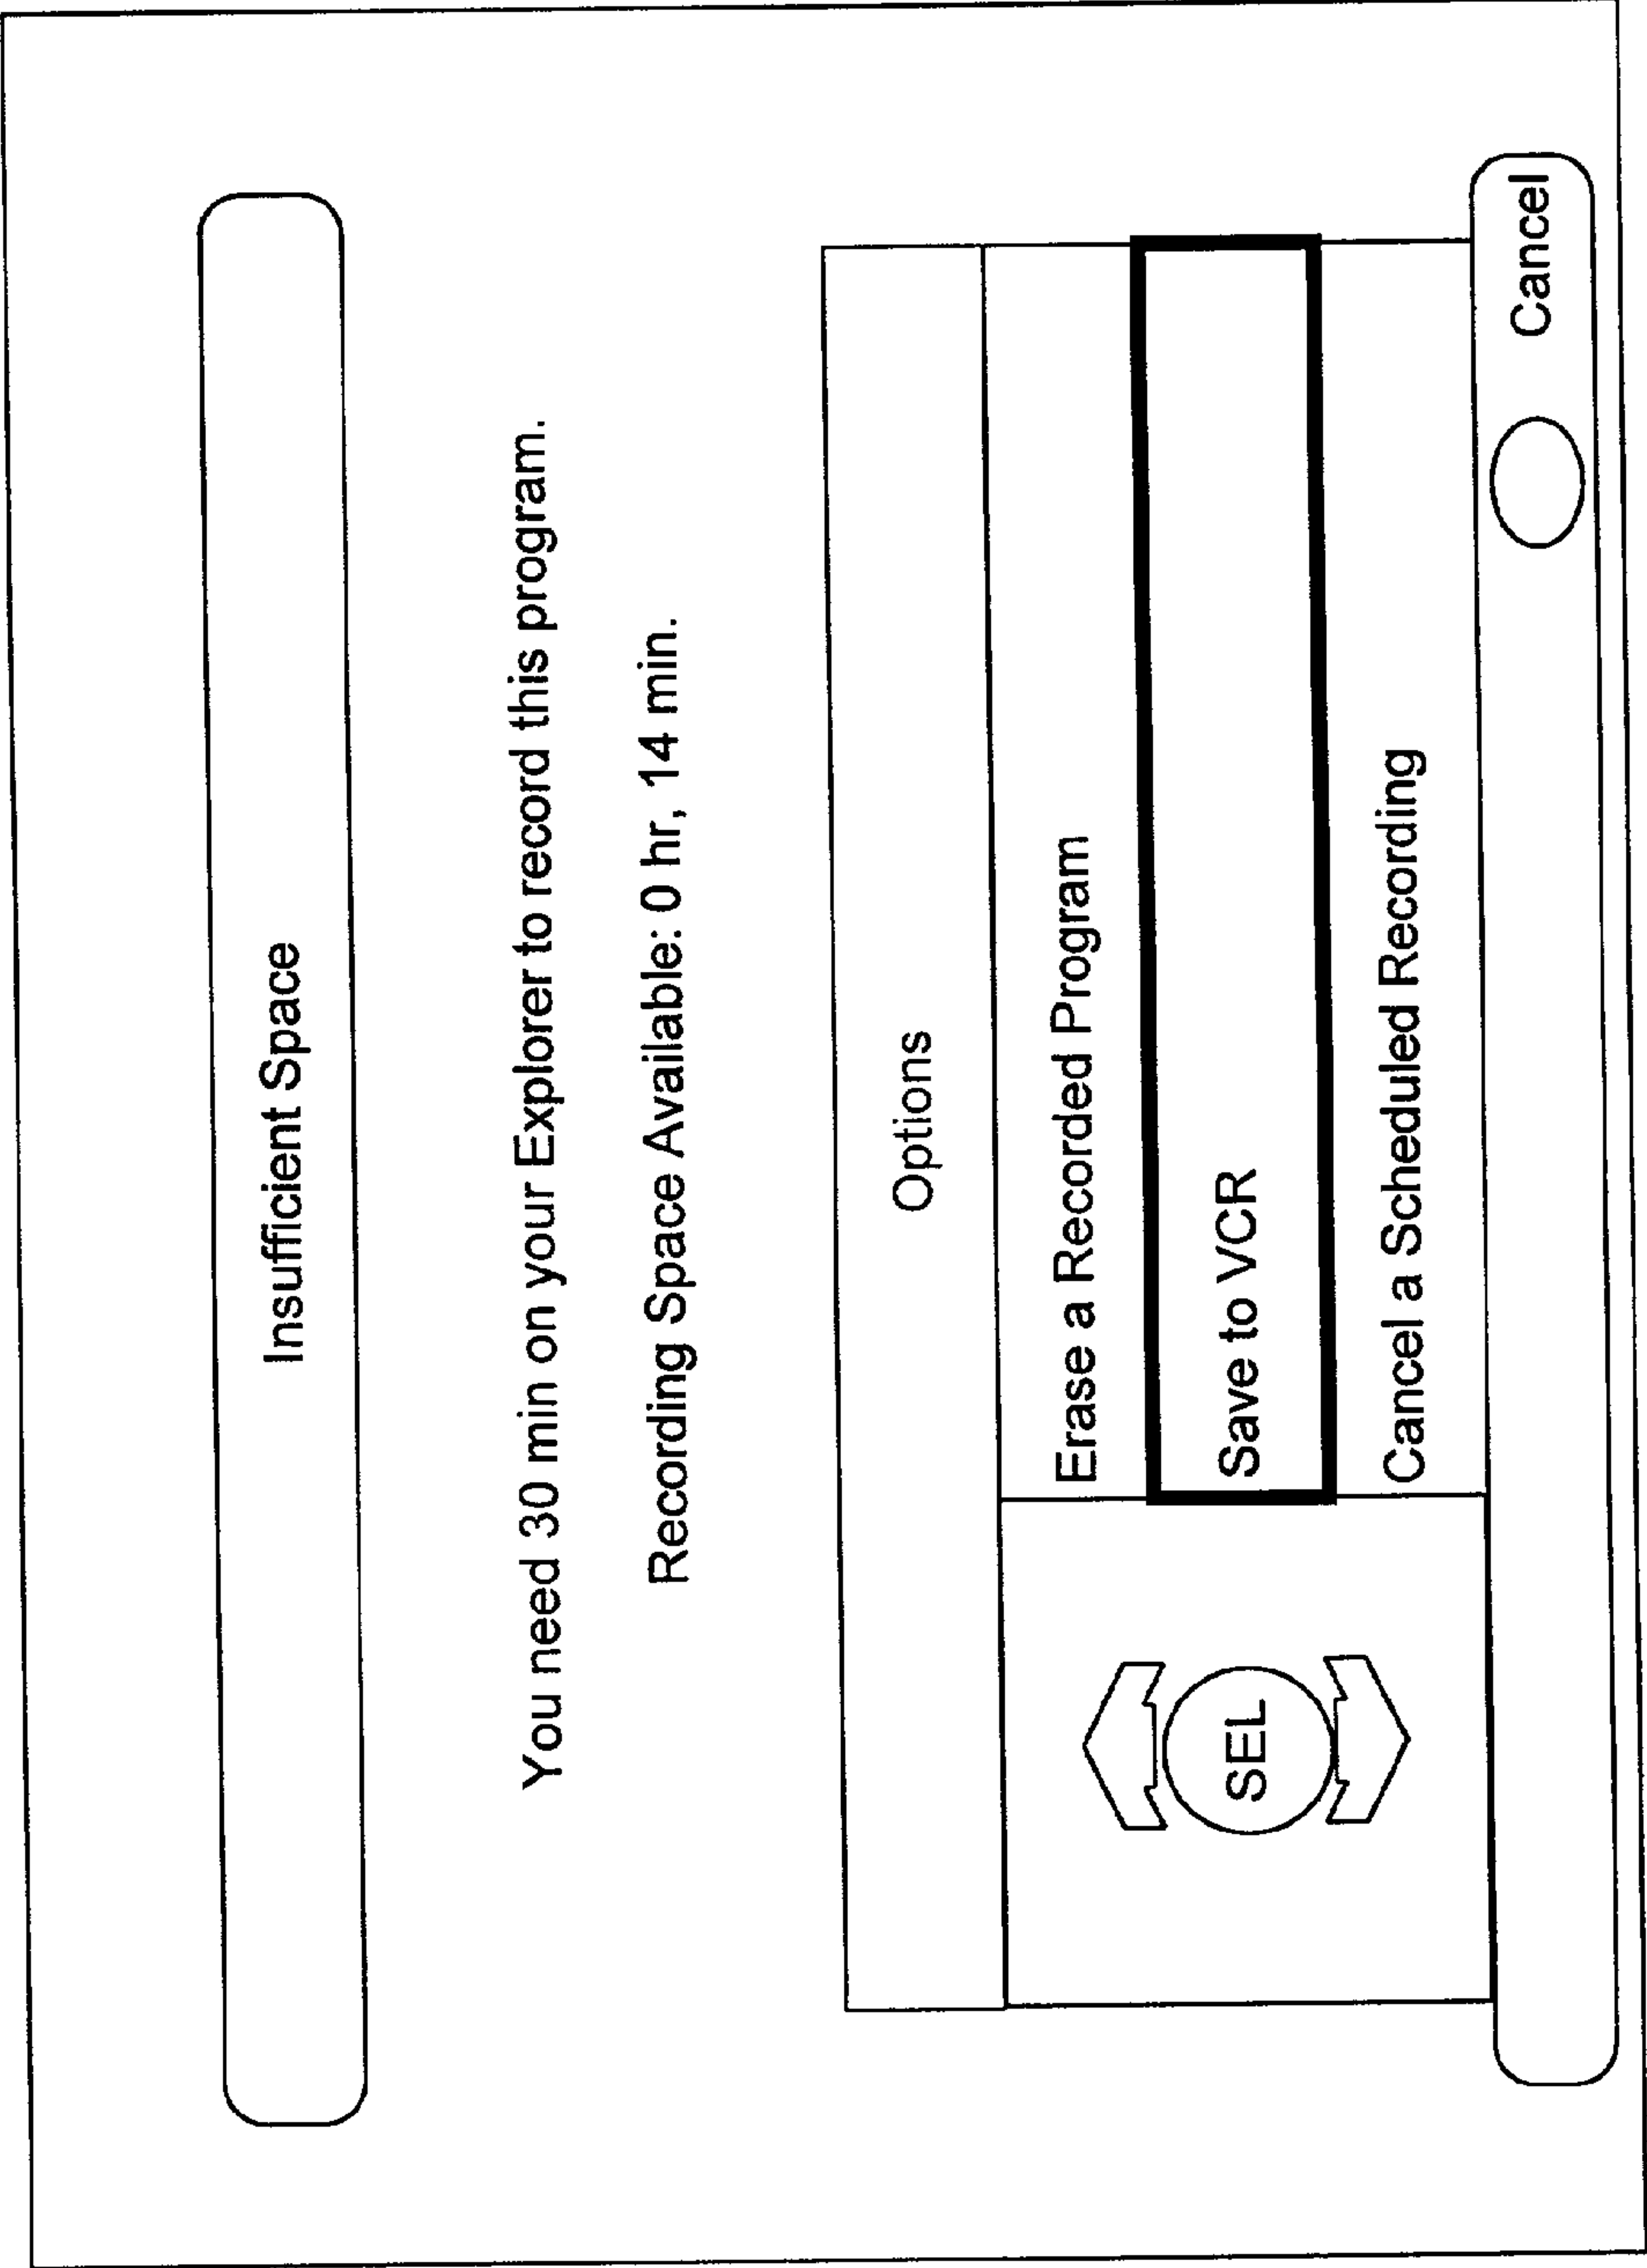 Insufficient Space
You need 30 min on your Explorer to record this program.
Recording Space Available: 0 hr, 14 min.
Options
Erase a Recorded Program
Save to VCR
Cancel a Scheduled Recording
SEL
Cancel